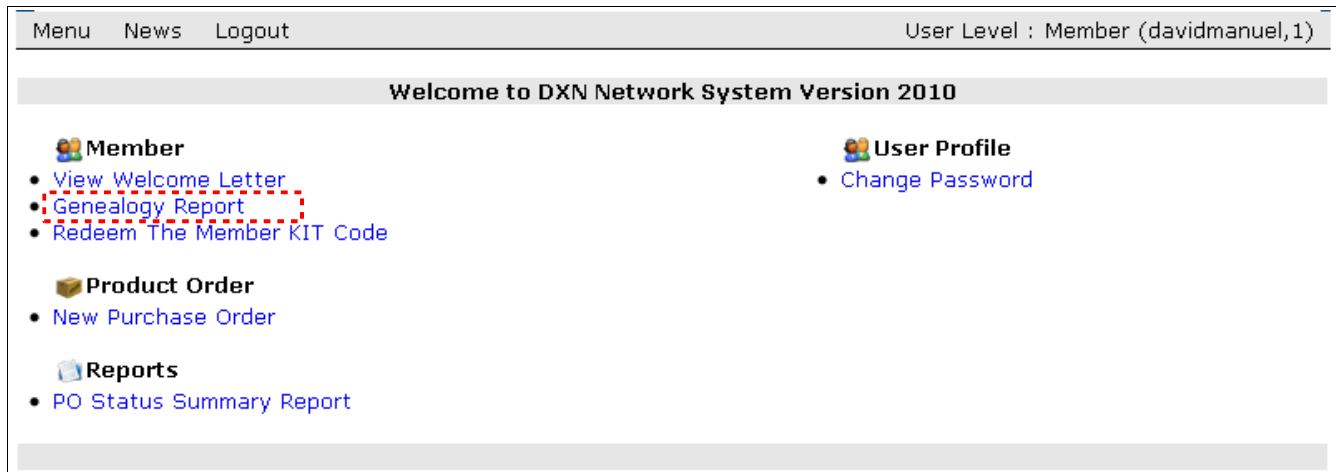 Menu News Logout User Level : Member (davidmanuel,1)
Welcome to DXN Network System Version 2010
Member
View Welcome Letter
Genealogy Report
Redeem The Member KIT Code
Product Order
New Purchase Order
Reports
PO Status Summary Report
User Profile
Change Password